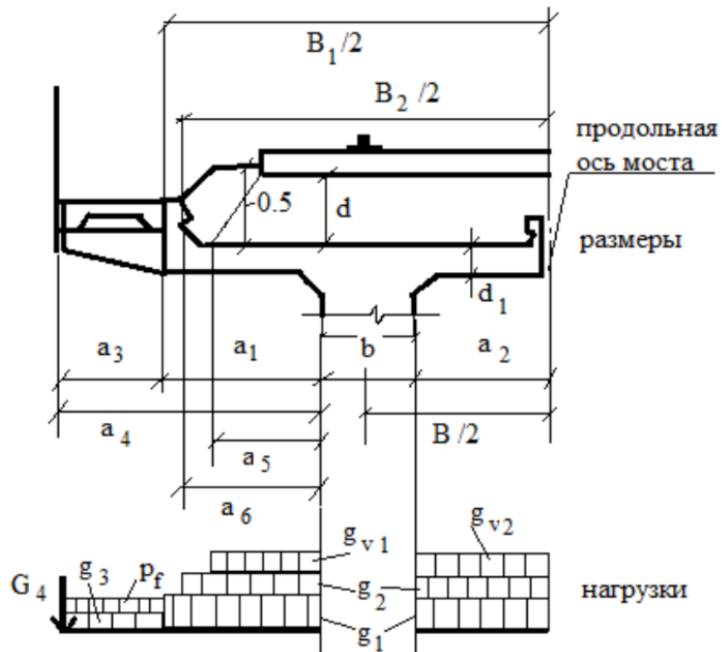 B1/2
B2 /2
продольная
ось моста
0.5
d
размеры
d1
a3
a1
b
a2
a4
B /2
a5
a6
gv1
gv2
G4
g3
pf
g2
нагрузки
g1